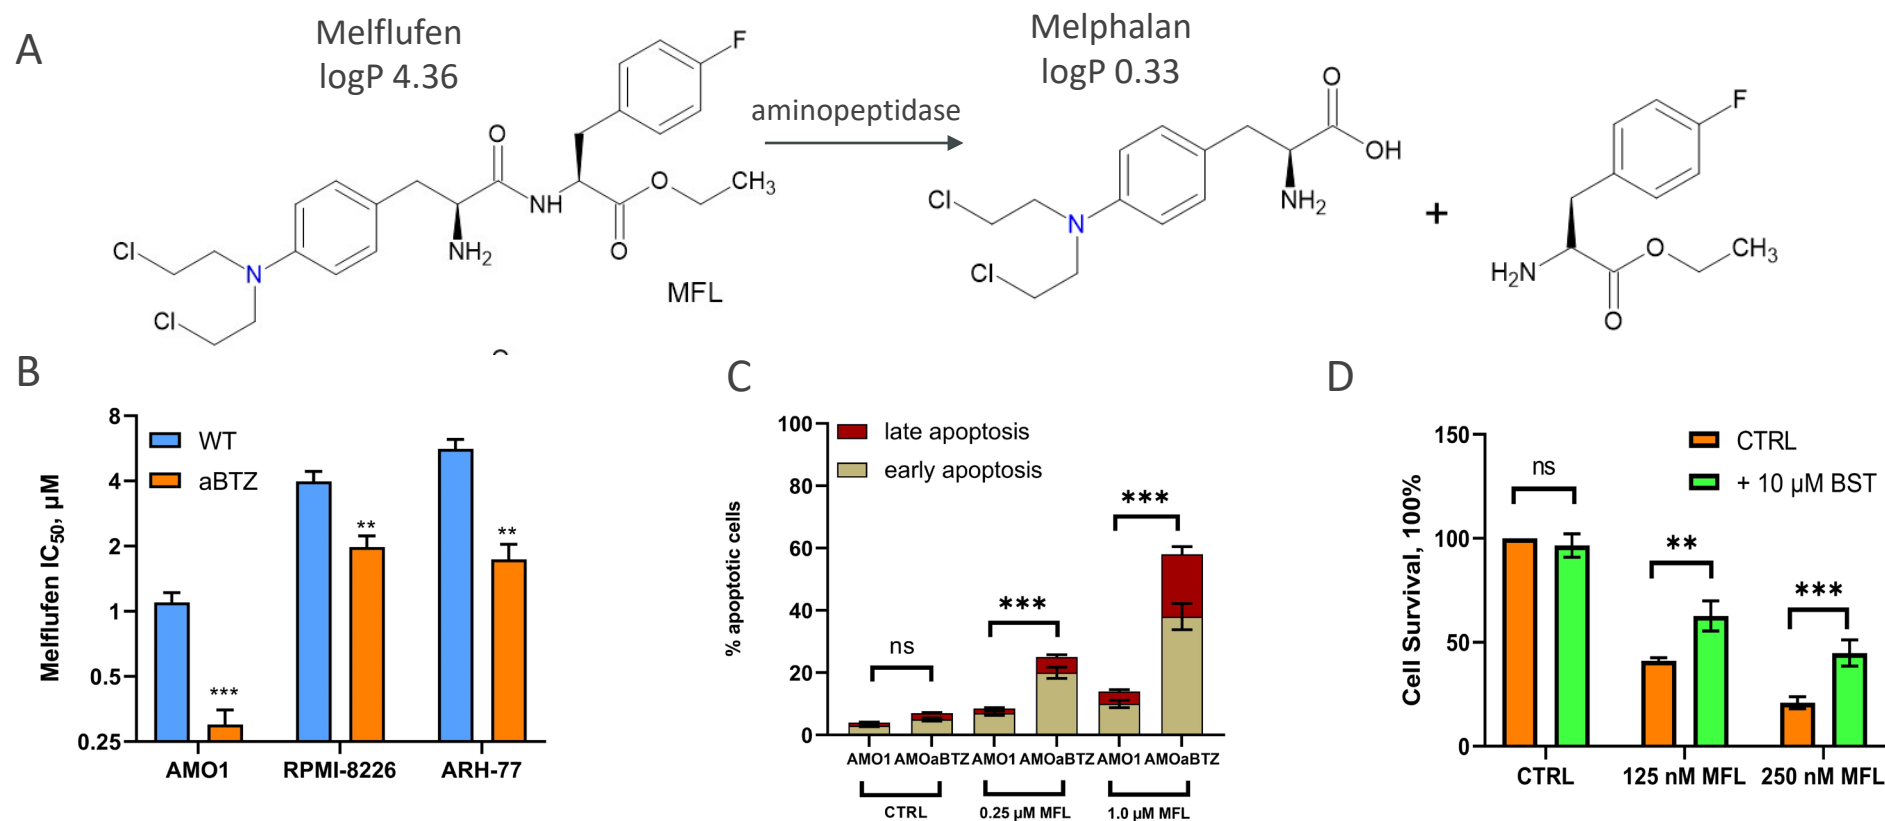 A
Melflufen
logP 4.36
Melphalan
logP 0.33
aminopeptidase
F
O
NH
O
O
CH3
NH2
N
Cl
Cl
MFL
O
OH
NH2
N
Cl
Cl
+
F
O
CH3
H2N
O
B
8
4
2
1
0.5
0.25
Melflufen IC50, µM
WT
aBTZ
***
**
**
AMO1
RPMI-8226
ARH-77
C
100
80
60
40
20
0
% apoptotic cells
late apoptosis
early apoptosis
ns
***
***
AMO1 AMOaBTZ AMO1 AMOaBTZ AMO1 AMOaBTZ
CTRL
0.25 µM MFL
1.0 µM MFL
D
150
100
50
0
Cell Survival, 100%
CTRL
+ 10 µM BST
ns
**
***
CTRL
125 nM MFL
250 nM MFL